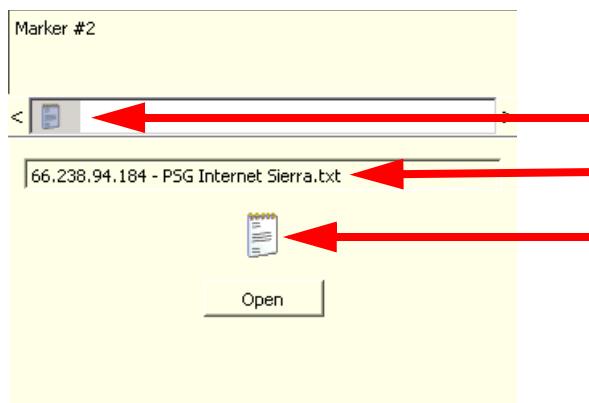 Marker #2
<
>
66.238.94.184 - PSG Internet Sierra.txt
Open